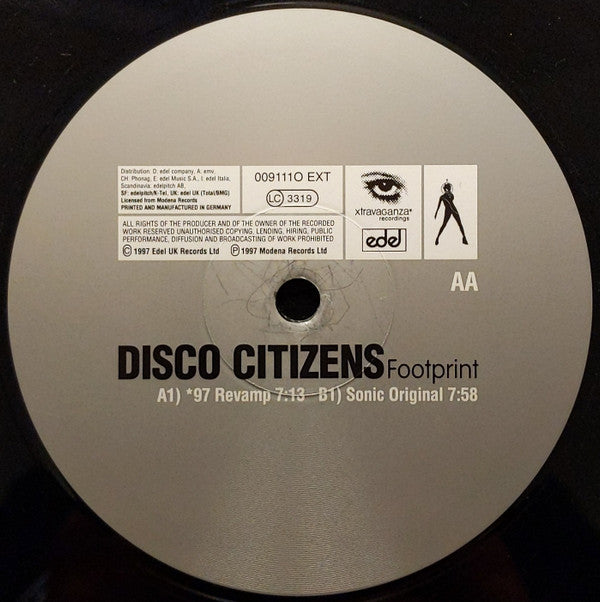 Distribution: D. edel company, A. emv
CH: Phonag, E. edel Music S.A., I. edel Italia,
Scandinavia: edelpitch AB,
SF: edelpitch/K-Tel, UK: edel UK (Total/BMG)
Licensed from Modena Records
PRINTED AND MANUFACTURED IN GERMANY
0091110 EXT
LC 3319
xtravaganza*
recordings
edel
ALL RIGHTS OF THE PRODUCER AND OF THE OWNER OF THE RECORDED
WORK RESERVED UNAUTHORISED COPYING, LENDING, HIRING, PUBLIC
PERFORMANCE, DIFFUSION AND BROADCASTING OF WORK PROHIBITED
© 1997 Edel UK Records Ltd ℗ 1997 Modena Records Ltd
AA
DISCO CITIZENS Footprint
A1) *97 Revamp 7:13 B1) Sonic Original 7:58